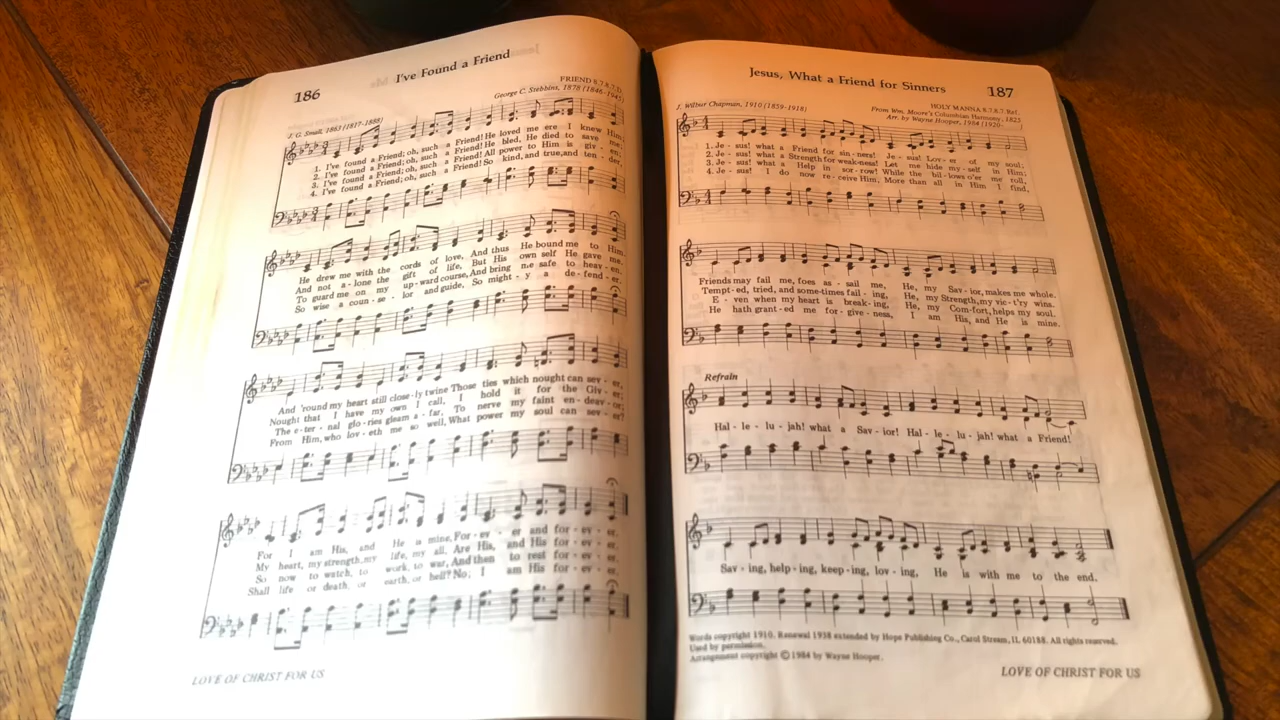 186
I've Found a Friend
FRIEND 8.7.8.7.D.
J. G. Small, 1863 (1817-1888)
George C. Stebbins, 1878 (1846-1945)
1. I've found a Friend; oh, such a Friend! He loved me ere I knew Him;
2. I've found a Friend; oh, such a Friend! He bled, He died to save me;
3. I've found a Friend; oh, such a Friend! All power to Him is giv - en;
4. I've found a Friend; oh, such a Friend! So kind, and true, and ten - der,
He drew me with the cords of love, And thus He bound me to Him.
And not a - lone the gift of life, But His own self He gave me.
To guard me on my up - ward course, And bring me safe to heav - en.
So wise a coun - se - lor and guide, So might - y a de - fend - er.
And 'round my heart still close - ly twine Those ties which nought can sev - er,
Nought that I have my own I call, I hold it for the Giv - er;
The e - ter - nal glo - ries gleam a - far, To nerve my faint en - deav - or;
From Him, who lov - eth me so well, What power my soul can sev - er?
For I am His, and He is mine, For - ev - er and for - ev - er.
My heart, my strength, my life, my all, Are His, and His for - ev - er.
So now to watch, to work, to war, And then to rest for - ev - er.
Shall life or death, or earth, or hell? No; I am His for - ev - er.
LOVE OF CHRIST FOR US
Jesus, What a Friend for Sinners
187
J. Wilbur Chapman, 1910 (1859-1918)
HOLY MANNA 8.7.8.7 Ref.
From Wm. Moore's Columbian Harmony, 1825
Arr. by Wayne Hooper, 1984 (1920-
1. Je - sus! what a Friend for sin - ners! Je - sus! Lov - er of my soul;
2. Je - sus! what a Strength for weak - ness! Let me hide my - self in Him;
3. Je - sus! what a Help in sor - row! While the bil - lows o'er me roll,
4. Je - sus! I do now re - ceive Him, More than all in Him I find,
Friends may fail me, foes as - sail me, He, my Sav - ior, makes me whole.
Tempt - ed, tried, and some - times fail - ing, He, my Strength, my vic - t'ry wins.
E - ven when my heart is break - ing, He, my Com - fort, helps my soul.
He hath grant - ed me for - give - ness, I am His, and He is mine.
Refrain
Hal - le - lu - jah! what a Sav - ior! Hal - le - lu - jah! what a Friend!
Sav - ing, help - ing, keep - ing, lov - ing, He is with me to the end.
Words copyright 1910. Renewal 1938 extended by Hope Publishing Co., Carol Stream, IL 60188. All rights reserved.
Used by permission.
Arrangement copyright © 1984 by Wayne Hooper.
LOVE OF CHRIST FOR US